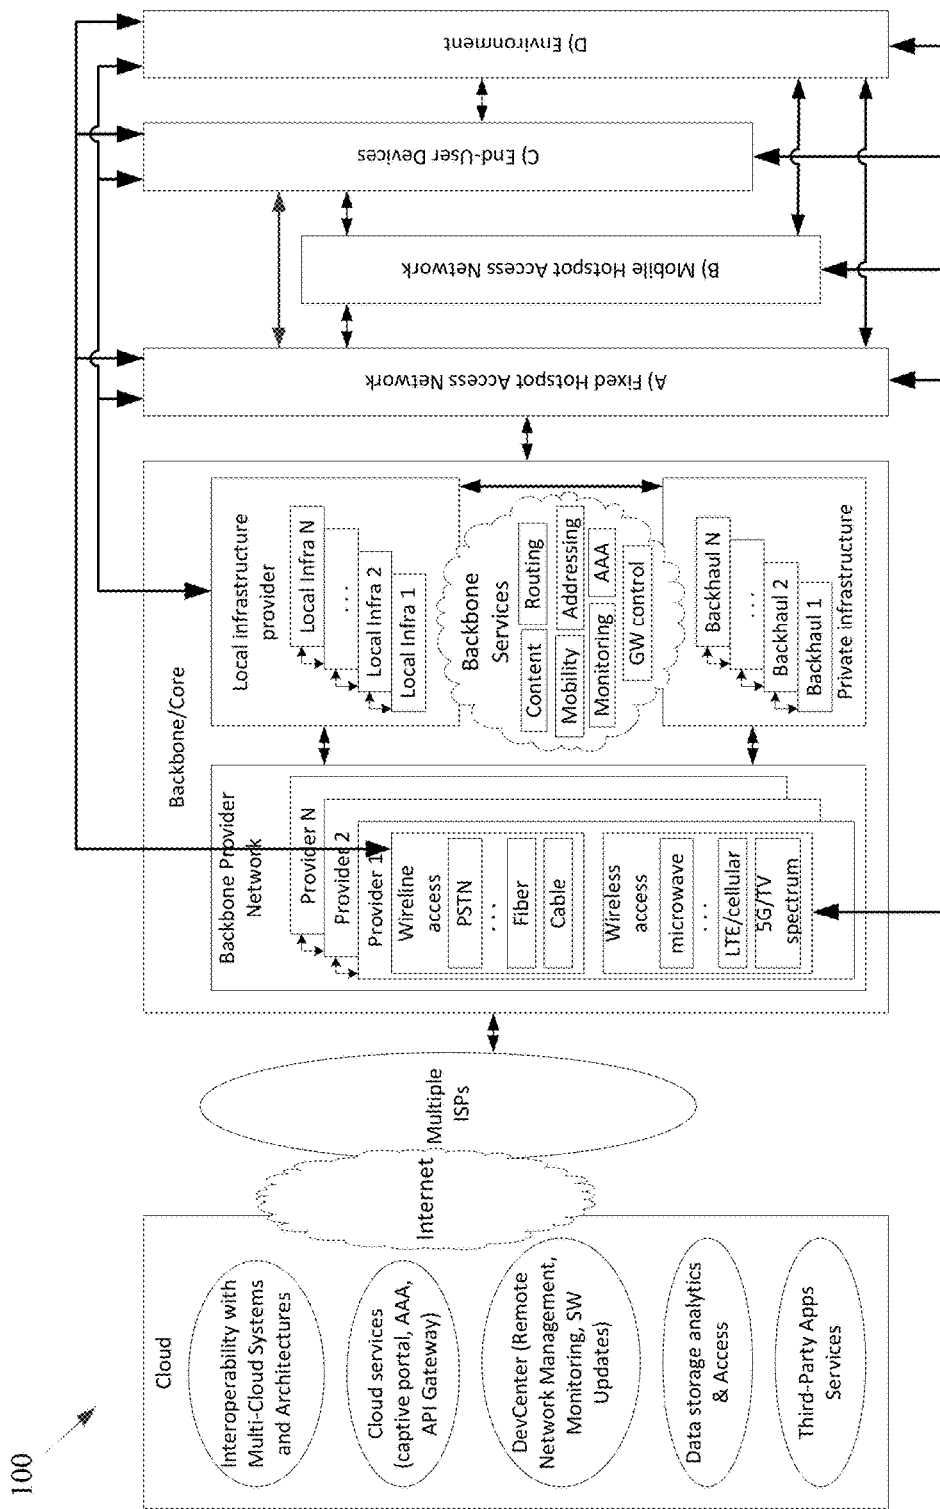 100
Cloud
Interoperability with
Multi-Cloud Systems
and Architectures
Cloud services
(captive portal, AAA,
API Gateway)
DevCenter (Remote
Network Management,
Monitoring, SW
Updates)
Data storage analytics
& Access
Third-Party Apps
Services
Internet
Multiple
ISPs
Backbone/Core
Backbone Provider
Network
Provider N
Provider 2
Provider 1
Wireline
access
PSTN
...
Fiber
Cable
Wireless
access
microwave
...
LTE/cellular
5G/TV
spectrum
Local infrastructure
provider
Local Infra N
...
Local Infra 2
Local Infra 1
Backbone
Services
Content
Routing
Mobility
Addressing
Monitoring
AAA
GW control
Backhaul N
...
Backhaul 2
Backhaul 1
Private infrastructure
A) Fixed Hotspot Access Network
B) Mobile Hotspot Access Network
C) End-User Devices
D) Environment